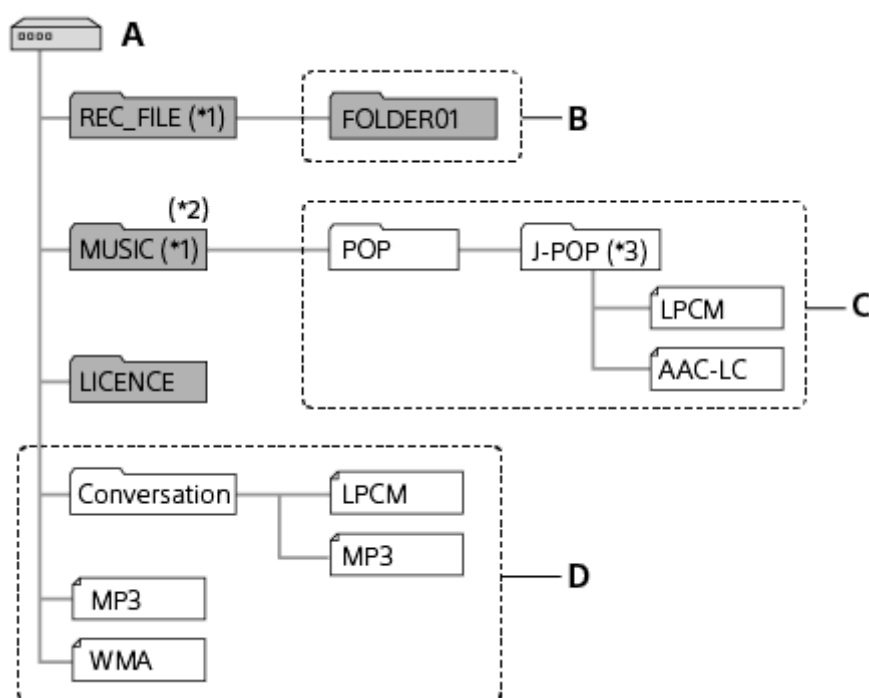 A
REC_FILE (*1)
FOLDER01
B
(*2)
MUSIC (*1)
POP
J-POP (*3)
LPCM
C
AAC-LC
LICENCE
Conversation
LPCM
MP3
D
MP3
WMA